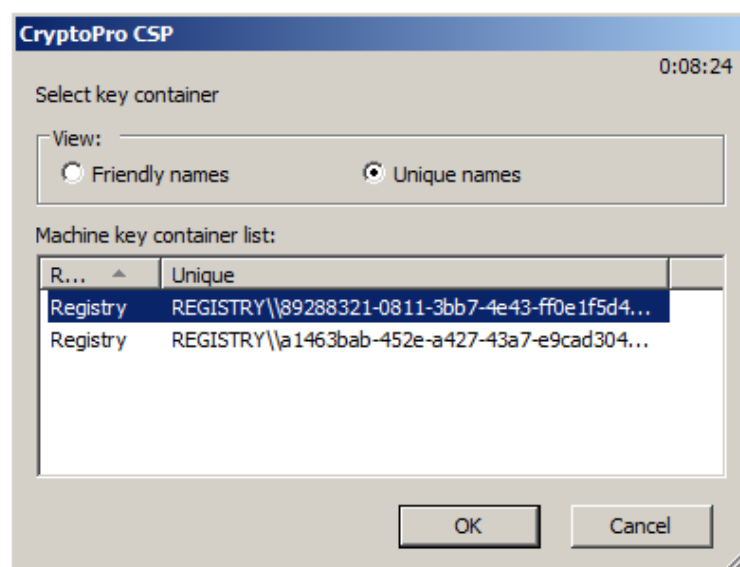 CryptoPro CSP
0:08:24
Select key container
View:
Friendly names Unique names
Machine key container list:
R... Unique
Registry REGISTRY\\89288321-0811-3bb7-4e43-ff0e1f5d4...
Registry REGISTRY\\a1463bab-452e-a427-43a7-e9cad304...
OK Cancel